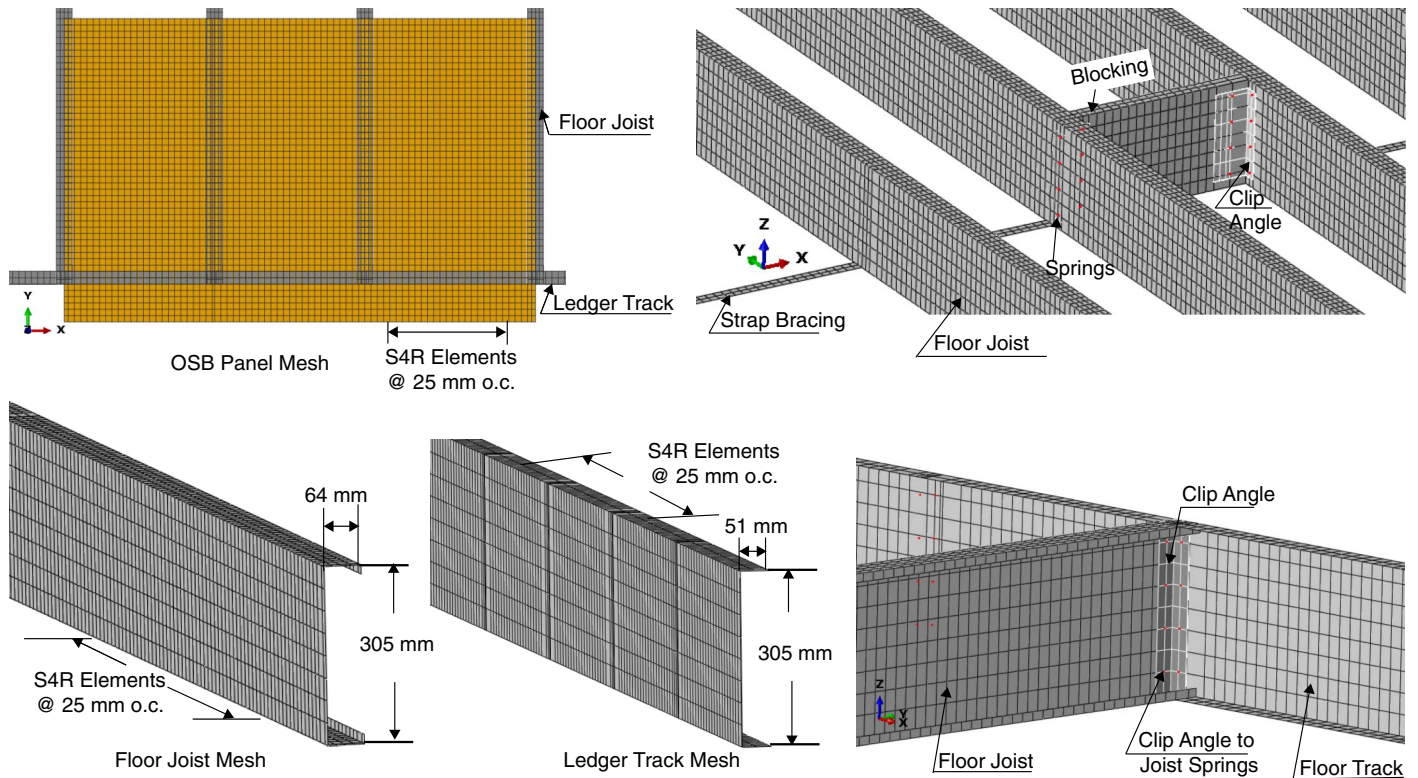 Floor Joist
Ledger Track
Y
X
OSB Panel Mesh
S4R Elements
@ 25 mm o.c.
Blocking
Clip
Angle
Z
Y
X
Springs
Strap Bracing
Floor Joist
64 mm
305 mm
S4R Elements
@ 25 mm o.c.
Floor Joist Mesh
S4R Elements
@ 25 mm o.c.
51 mm
305 mm
Ledger Track Mesh
Clip Angle
Z
Y
X
Floor Joist
Clip Angle to
Joist Springs
Floor Track